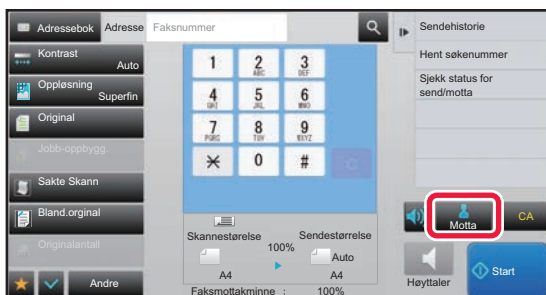 Adressebok
Adresse
Faksnummer
Kontrast
Auto
Oppløsning
Superfin
Original
Jobb-oppbygg.
Sakte Skann
Bland.orginal
Originalantall
Andre
1
2
ABC
3
DEF
4
GHI
5
JKL
6
MNO
7
PQRS
8
TUV
9
WXYZ
0
#
C
Skannestørelse
Sendestørrelse
100%
Auto
A4
A4
Faksmottakminne : 100%
Sendehistorie
Hent søkenummer
Sjekk status for
send/motta
Motta
CA
Høyttaler
Start